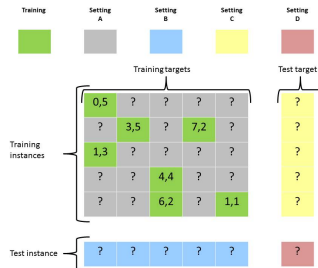 Training Setting A Setting B Setting C Setting D
Training targets Test target
0,5 ? ? ? ? ?
? 3,5 ? 7,2 ? ?
Training instances 1,3 ? ? ? ? ?
? ? 4,4 ? ? ?
? ? 6,2 ? 1,1 ?
Test instance ? ? ? ? ? ?